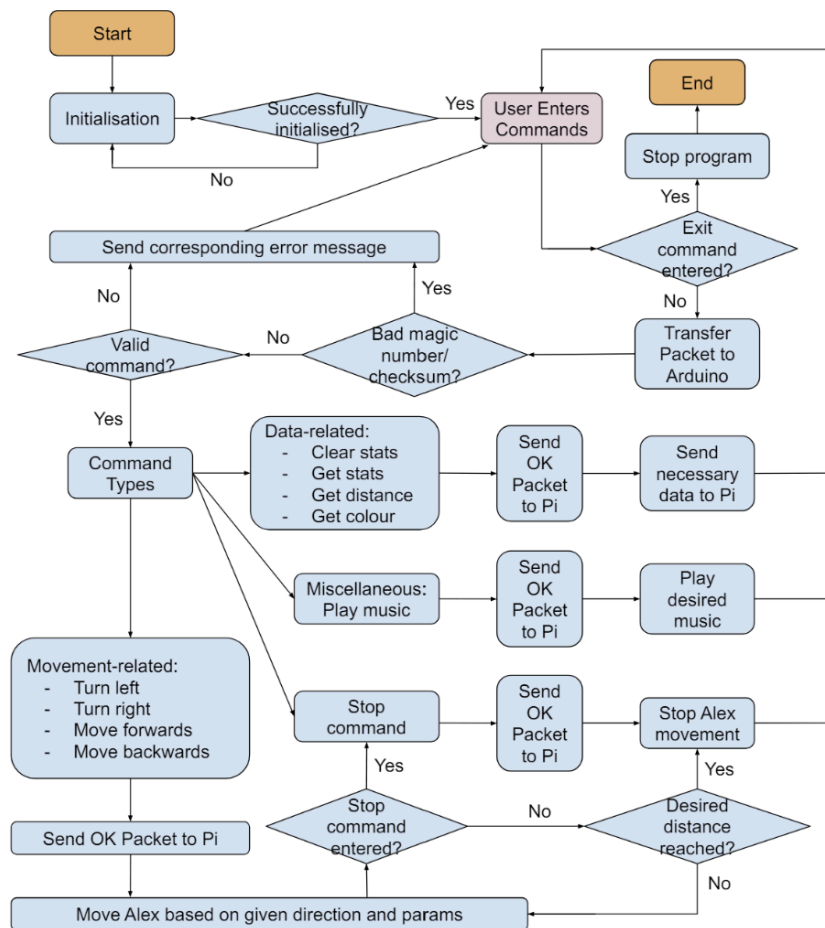 Start
End
Initialisation
Successfully
initialised?
Yes
User Enters
Commands
No
Stop program
Yes
Send corresponding error message
Exit
command
entered?
No
Yes
No
Valid
command?
No
Bad magic
number/
checksum?
Transfer
Packet to
Arduino
Yes
Command
Types
Data-related:
- Clear stats
- Get stats
- Get distance
- Get colour
Send
OK
Packet
to Pi
Send
necessary
data to Pi
Miscellaneous:
Play music
Send
OK
Packet
to Pi
Play
desired
music
Movement-related:
- Turn left
- Turn right
- Move forwards
- Move backwards
Stop
command
Send
OK
Packet
to Pi
Stop Alex
movement
Yes
Yes
Send OK Packet to Pi
Stop
command
entered?
No
Desired
distance
reached?
No
Move Alex based on given direction and params